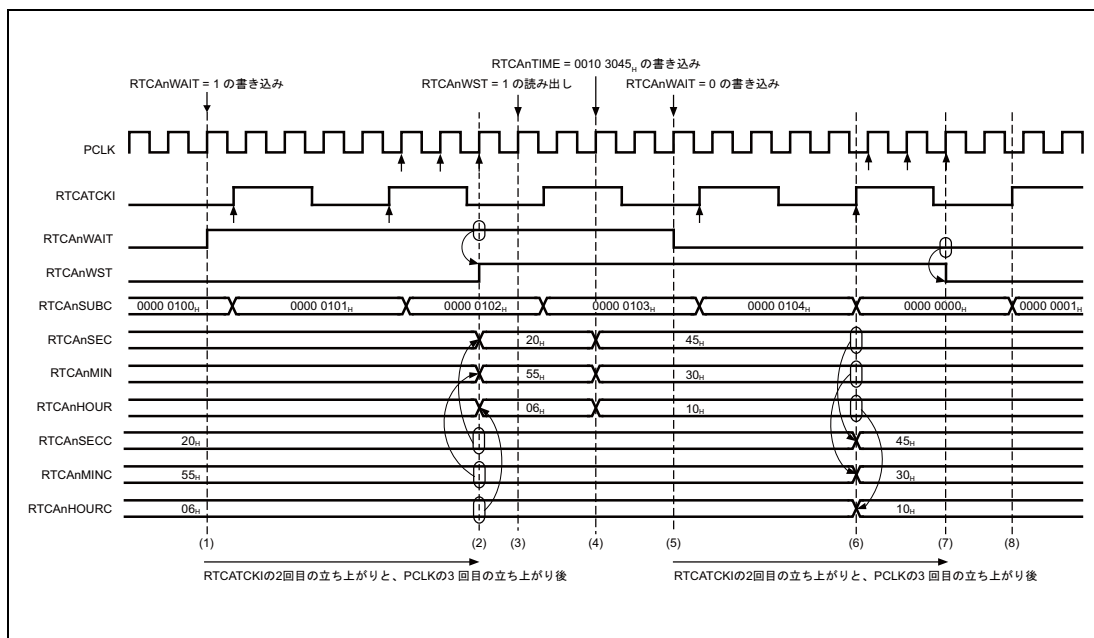 RTCAnTIME = 0010 3045H の書き込み
RTCAnWAIT = 1 の書き込み
RTCAnWST = 1 の読み出し
RTCAnWAIT = 0 の書き込み
PCLK
RTCATCKI
RTCAnWAIT
RTCAnWST
RTCAnSUBC 0000 0100H 0000 0101H 0000 0102H 0000 0103H 0000 0104H 0000 0000H 0000 0001H
RTCAnSEC 20H 45H
RTCAnMIN 55H 30H
RTCAnHOUR 06H 10H
RTCAnSECC 20H 45H
RTCAnMINC 55H 30H
RTCAnHOURC 06H 10H
(1) (2) (3) (4) (5) (6) (7) (8)
RTCATCKIの2回目の立ち上がりと、PCLKの3 回目の立ち上がり後
RTCATCKIの2回目の立ち上がりと、PCLKの3 回目の立ち上がり後